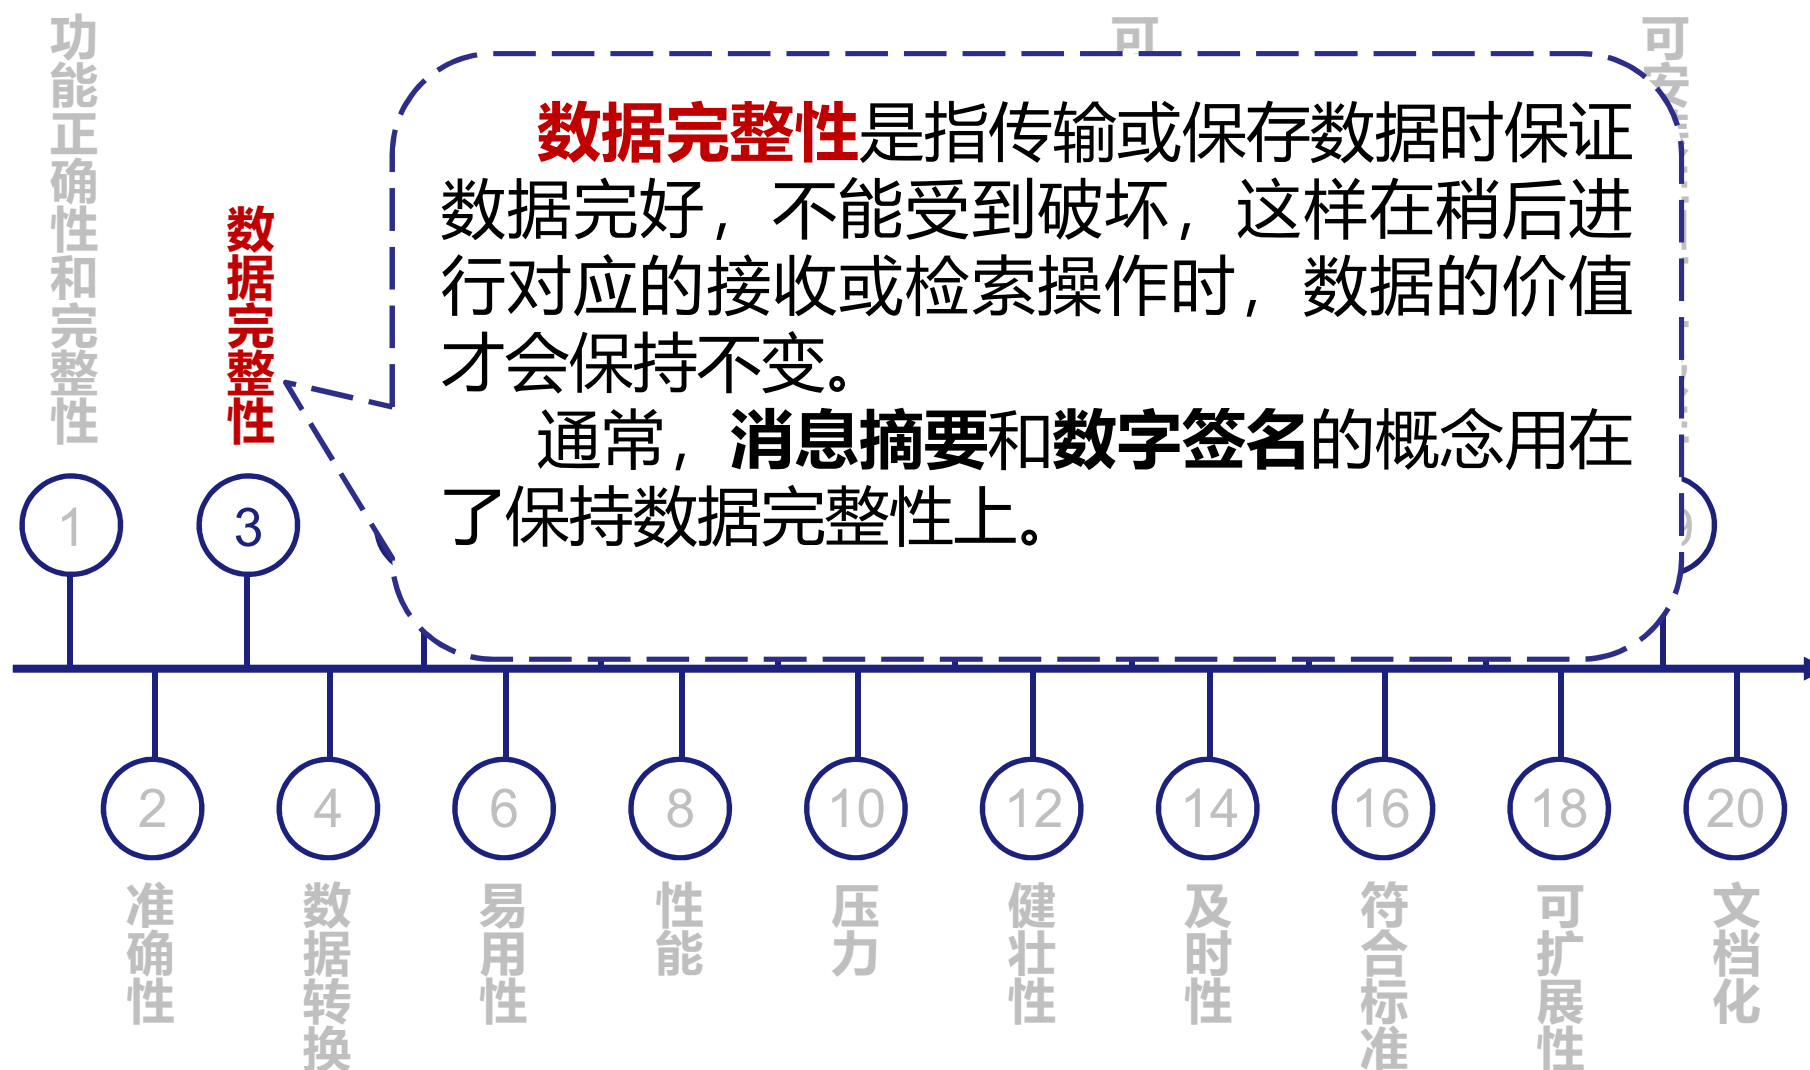 功能正确性和完整性
数据完整性
可
可安
数据完整性是指传输或保存数据时保证
数据完好，不能受到破坏，这样在稍后进
行对应的接收或检索操作时，数据的价值
才会保持不变。
通常，消息摘要和数字签名的概念用在
了保持数据完整性上。
1
3
2
4
6
8
10
12
14
16
18
20
准确性
数据转换
易用性
性能
压力
健壮性
及时性
符合标准
可扩展性
文档化